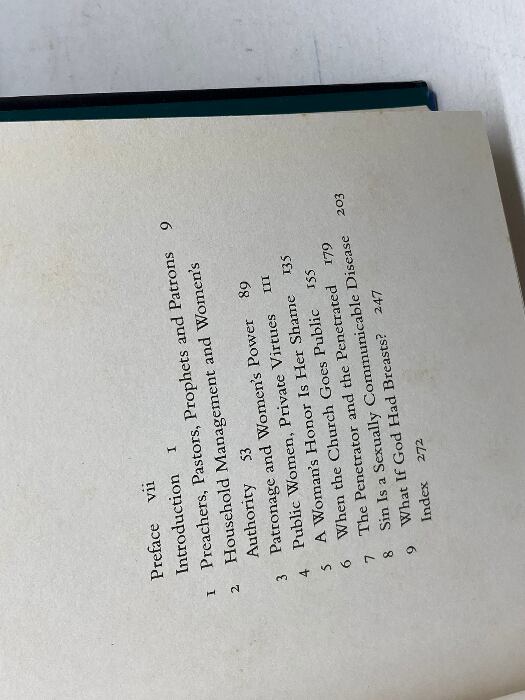 Preface vii
Introduction 1
1 Preachers, Pastors, Prophets and Patrons 9
2 Household Management and Women's
Authority 53
3 Patronage and Women's Power 89
4 Public Women, Private Virtues 111
5 A Woman's Honor Is Her Shame 135
6 When the Church Goes Public 155
7 The Penetrator and the Penetrated 179
8 Sin Is a Sexually Communicable Disease 203
9 What If God Had Breasts? 247
Index 272